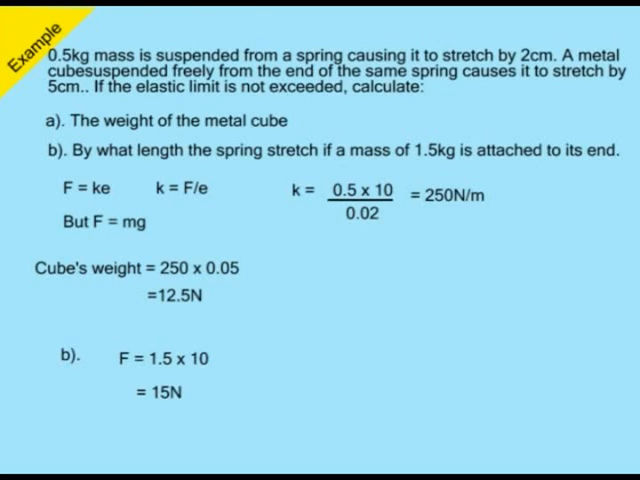 Example
0.5kg mass is suspended from a spring causing it to stretch by 2cm. A metal
cubesuspended freely from the end of the same spring causes it to stretch by
5cm.. If the elastic limit is not exceeded, calculate:
a). The weight of the metal cube
b). By what length the spring stretch if a mass of 1.5kg is attached to its end.
F = ke k = F/e k = 0.5 x 10 = 250N/m
0.02
But F = mg
Cube's weight = 250 x 0.05
=12.5N
b). F = 1.5 x 10
= 15N